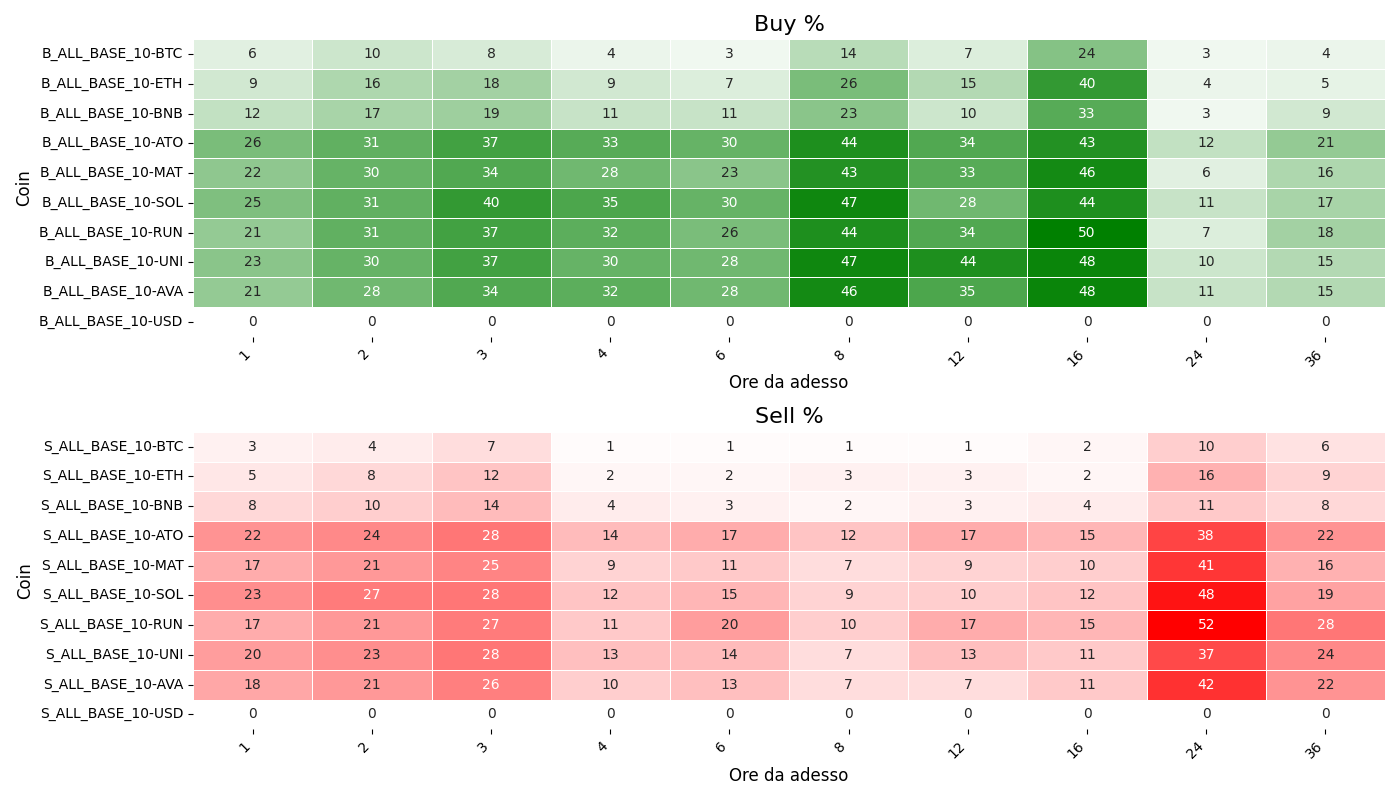 Buy %
Coin
B_ALL_BASE_10-BTC 6 10 8 4 3 14 7 24 3 4
B_ALL_BASE_10-ETH 9 16 18 9 7 26 15 40 4 5
B_ALL_BASE_10-BNB 12 17 19 11 11 23 10 33 3 9
B_ALL_BASE_10-ATO 26 31 37 33 30 44 34 43 12 21
B_ALL_BASE_10-MAT 22 30 34 28 23 43 33 46 6 16
B_ALL_BASE_10-SOL 25 31 40 35 30 47 28 44 11 17
B_ALL_BASE_10-RUN 21 31 37 32 26 44 34 50 7 18
B_ALL_BASE_10-UNI 23 30 37 30 28 47 44 48 10 15
B_ALL_BASE_10-AVA 21 28 34 32 28 46 35 48 11 15
B_ALL_BASE_10-USD 0 0 0 0 0 0 0 0 0 0
1 2 3 4 6 8 12 16 24 36
Ore da adesso
Sell %
Coin
S_ALL_BASE_10-BTC 3 4 7 1 1 1 1 2 10 6
S_ALL_BASE_10-ETH 5 8 12 2 2 3 3 2 16 9
S_ALL_BASE_10-BNB 8 10 14 4 3 2 3 4 11 8
S_ALL_BASE_10-ATO 22 24 28 14 17 12 17 15 38 22
S_ALL_BASE_10-MAT 17 21 25 9 11 7 9 10 41 16
S_ALL_BASE_10-SOL 23 27 28 12 15 9 10 12 48 19
S_ALL_BASE_10-RUN 17 21 27 11 20 10 17 15 52 28
S_ALL_BASE_10-UNI 20 23 28 13 14 7 13 11 37 24
S_ALL_BASE_10-AVA 18 21 26 10 13 7 7 11 42 22
S_ALL_BASE_10-USD 0 0 0 0 0 0 0 0 0 0
1 2 3 4 6 8 12 16 24 36
Ore da adesso